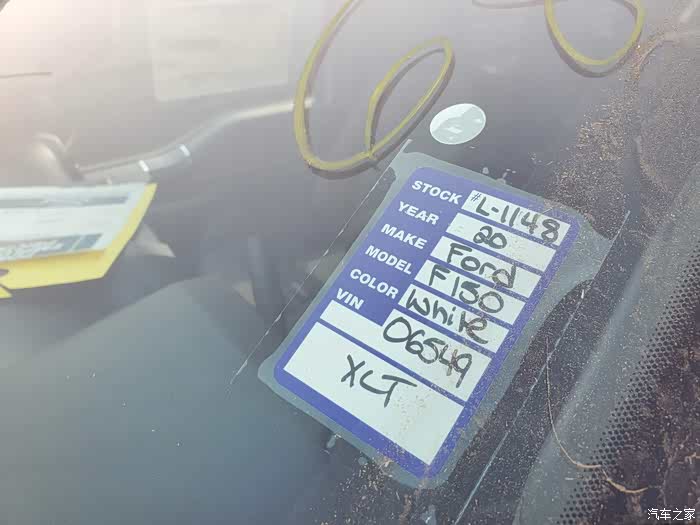 STOCK #L-1148
YEAR 20
MAKE Ford
MODEL F150
COLOR White
VIN 06549
XLT
汽车之家